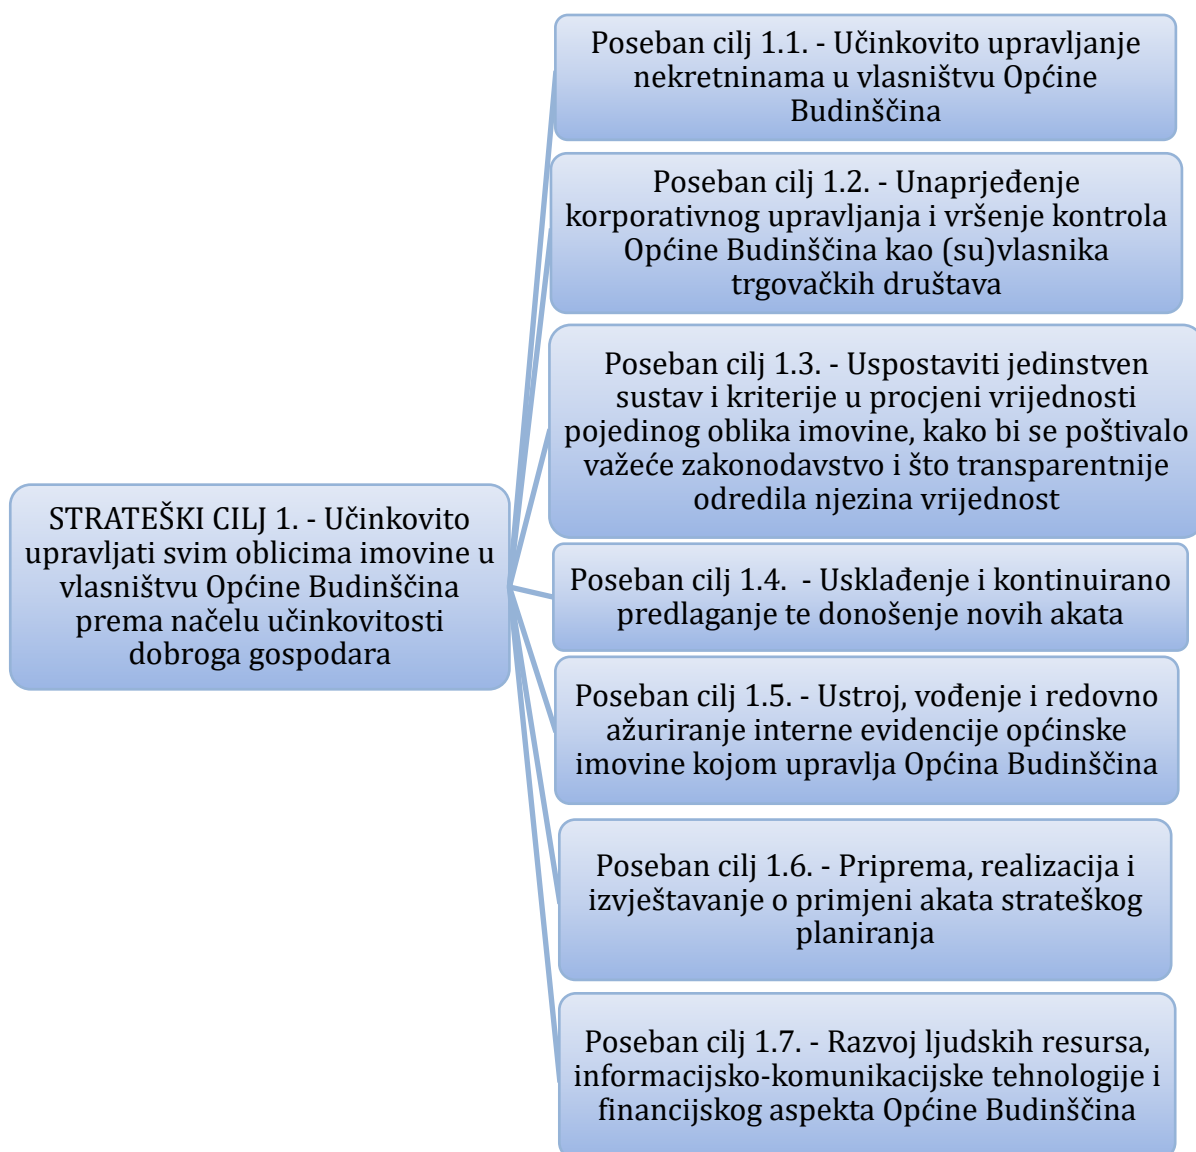 STRATEŠKI CILJ 1. - Učinkovito
upravljati svim oblicima imovine u
vlasništvu Općine Budinščina
prema načelu učinkovitosti
dobroga gospodara
Poseban cilj 1.1. - Učinkovito upravljanje
nekretninama u vlasništvu Općine
Budinščina
Poseban cilj 1.2. - Unaprjeđenje
korporativnog upravljanja i vršenje kontrola
Općine Budinščina kao (su)vlasnika
trgovačkih društava
Poseban cilj 1.3. - Uspostaviti jedinstven
sustav i kriterije u procjeni vrijednosti
pojedinog oblika imovine, kako bi se poštivalo
važeće zakonodavstvo i što transparentnije
odredila njezina vrijednost
Poseban cilj 1.4.  - Usklađenje i kontinuirano
predlaganje te donošenje novih akata
Poseban cilj 1.5. - Ustroj, vođenje i redovno
ažuriranje interne evidencije općinske
imovine kojom upravlja Općina Budinščina
Poseban cilj 1.6. - Priprema, realizacija i
izvještavanje o primjeni akata strateškog
planiranja
Poseban cilj 1.7. - Razvoj ljudskih resursa,
informacijsko-komunikacijske tehnologije i
financijskog aspekta Općine Budinščina